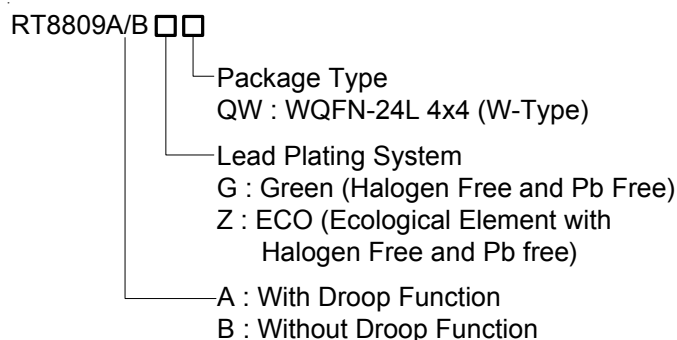 RT8809A/B
Package Type
QW : WQFN-24L 4x4 (W-Type)
Lead Plating System
G : Green (Halogen Free and Pb Free)
Z : ECO (Ecological Element with
Halogen Free and Pb free)
A : With Droop Function
B : Without Droop Function